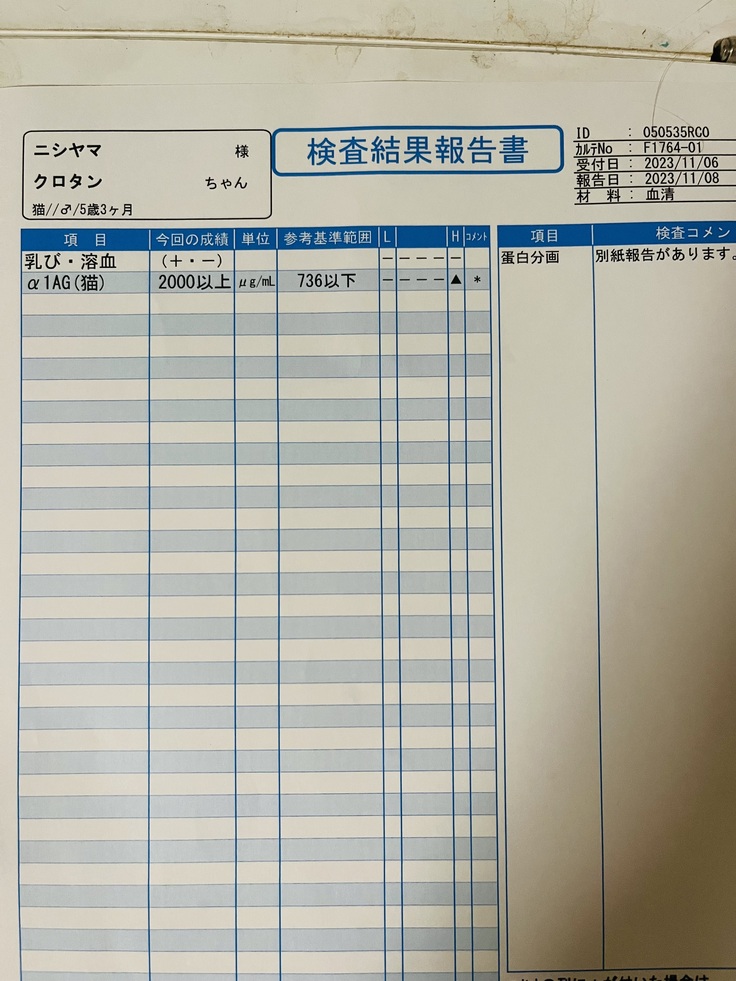 ニシヤマ 様
クロタン ちゃん
猫//♂/5歳3ヶ月
検査結果報告書
ID : 050535RCO
ｶﾙﾃNo : F1764-01
受付日 : 2023/11/06
報告日 : 2023/11/08
材 料 : 血清
項 目 今回の成績 単位 参考基準範囲 L H ｺﾒﾝﾄ
乳び・溶血 (＋・－) －－－－－
α1AG(猫) 2000以上 μg/mL 736以下 －－－－▲ *
項目 検査コメン
蛋白分画 別紙報告があります。